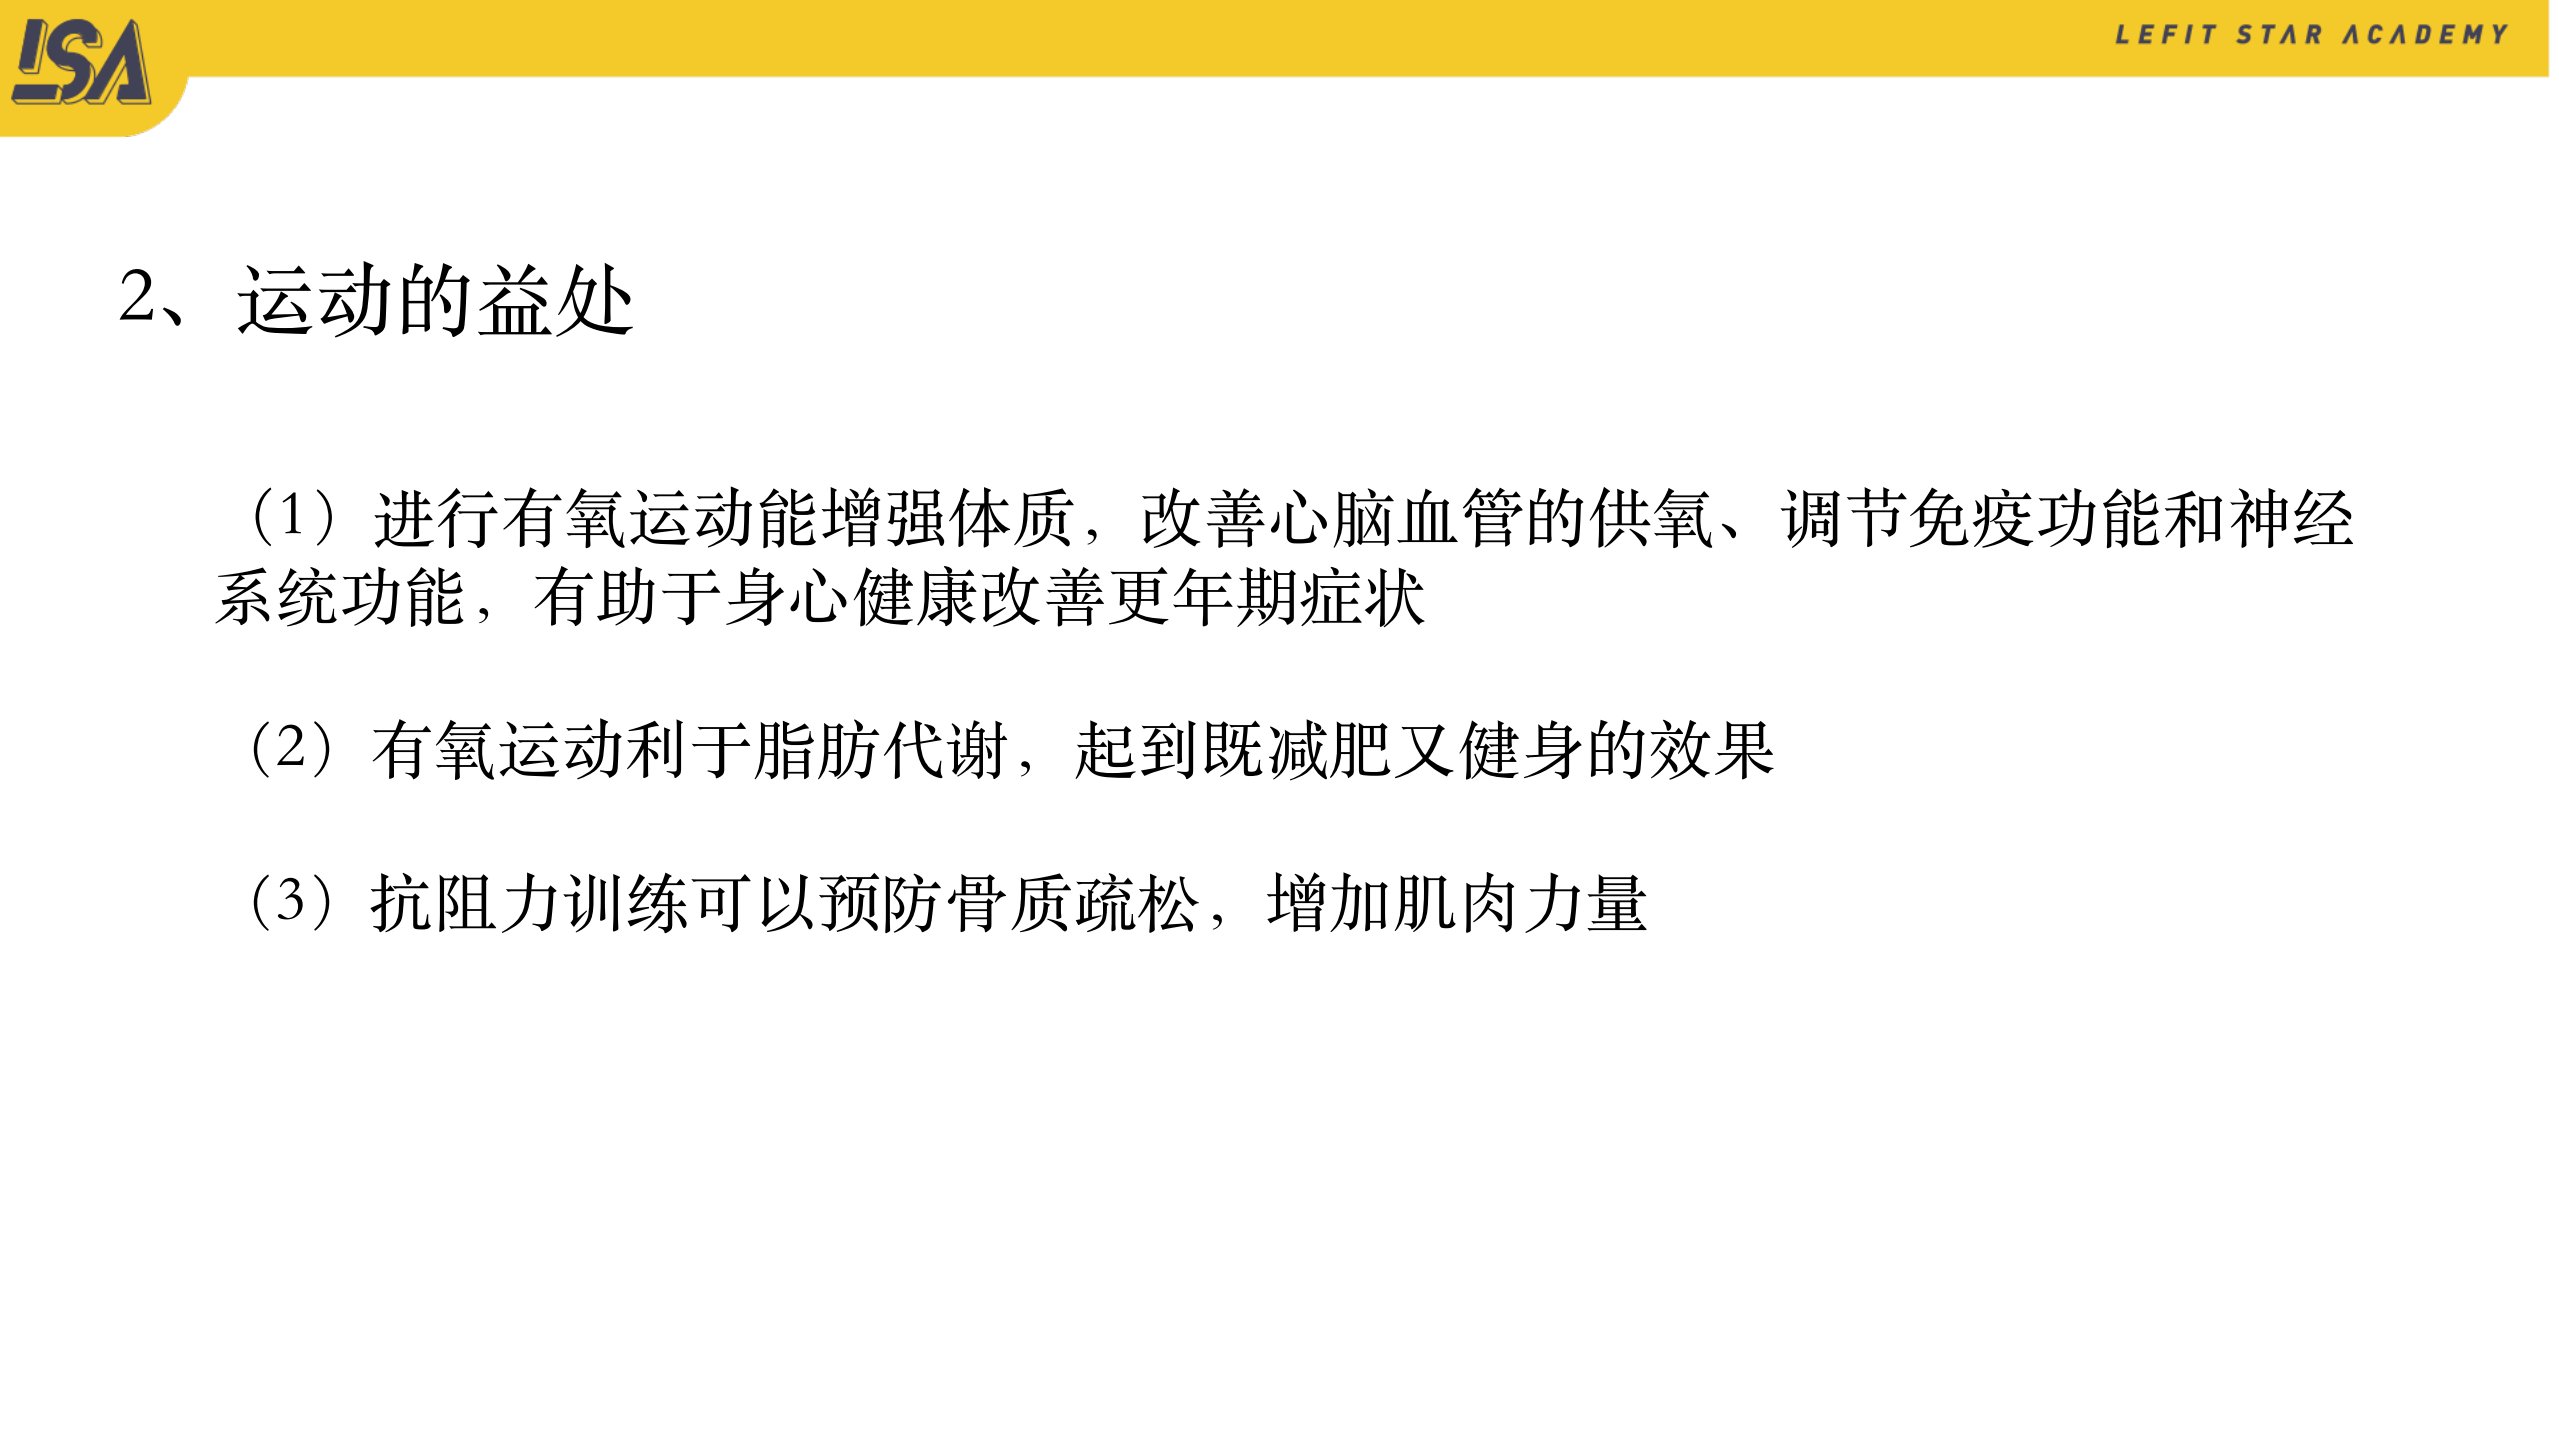 LSA
LEFIT STAR ACADEMY
2、运动的益处
（1）进行有氧运动能增强体质，改善心脑血管的供氧、调节免疫功能和神经
系统功能，有助于身心健康改善更年期症状
（2）有氧运动利于脂肪代谢，起到既减肥又健身的效果
（3）抗阻力训练可以预防骨质疏松，增加肌肉力量